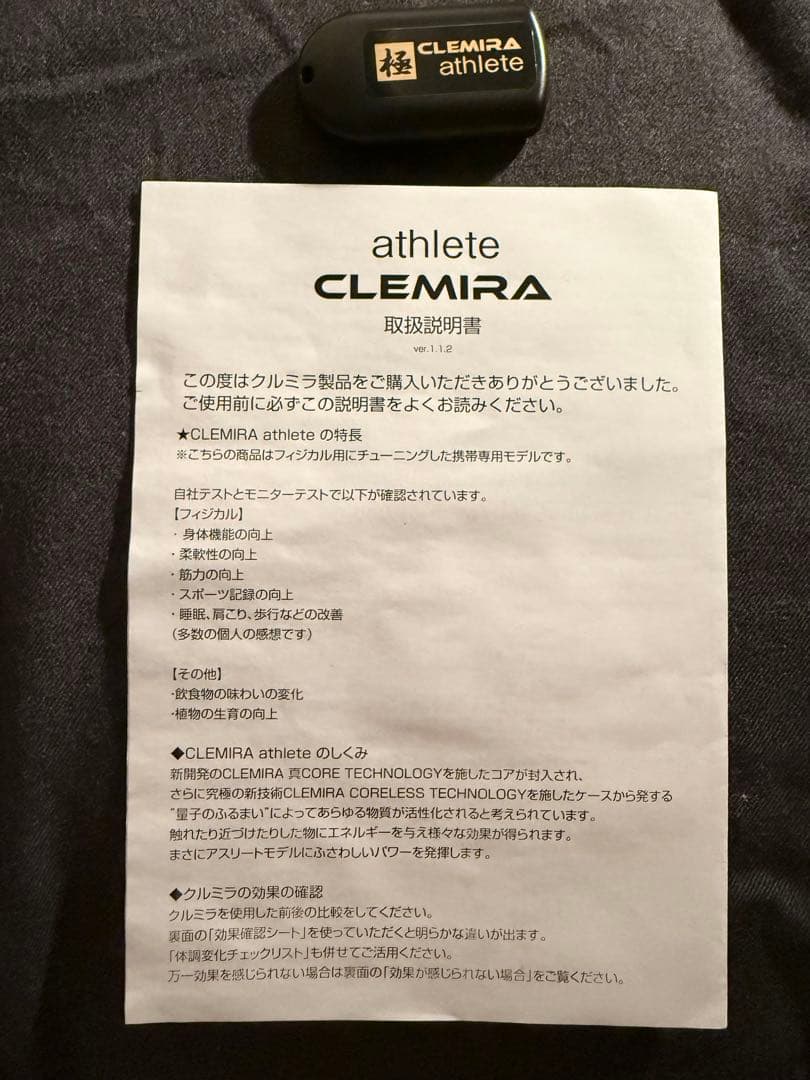 極 CLEMIRA
athlete
athlete
CLEMIRA
取扱説明書
ver.1.1.2
この度はクルミラ製品をご購入いただきありがとうございました。
ご使用前に必ずこの説明書をよくお読みください。
★CLEMIRA athlete の特長
※こちらの商品はフィジカル用にチューニングした携帯専用モデルです。
自社テストとモニターテストで以下が確認されています。
【フィジカル】
・身体機能の向上
・柔軟性の向上
・筋力の向上
・スポーツ記録の向上
・睡眠、肩こり、歩行などの改善
(多数の個人の感想です)
【その他】
・飲食物の味わいの変化
・植物の生育の向上
◆CLEMIRA athlete のしくみ
新開発のCLEMIRA 真CORE TECHNOLOGYを施したコアが封入され、
さらに究極の新技術CLEMIRA CORELESS TECHNOLOGYを施したケースから発する
"量子のふるまい"によってあらゆる物質が活性化されると考えられています。
触れたり近づけたりした物にエネルギーを与え様々な効果が得られます。
まさにアスリートモデルにふさわしいパワーを発揮します。
◆クルミラの効果の確認
クルミラを使用した前後の比較をしてください。
裏面の「効果確認シート」を使っていただくと明らかな違いが出ます。
「体調変化チェックリスト」も併せてご活用ください。
万一効果を感じられない場合は裏面の「効果が感じられない場合」をご覧ください。